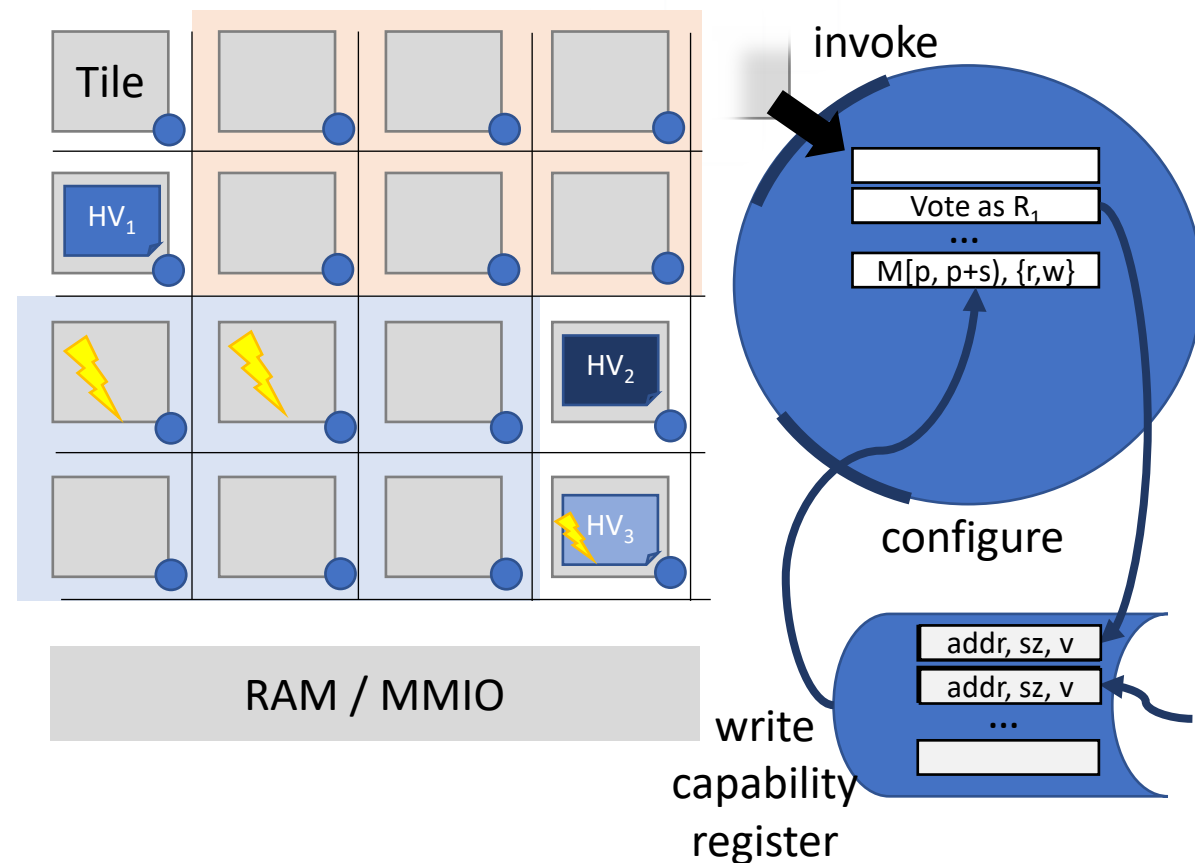 Tile
HV₁
HV₂
HV₃
RAM / MMIO
invoke
Vote as R₁
...
M[p, p+s), {r,w}
configure
addr, sz, v
addr, sz, v
...
write
capability
register